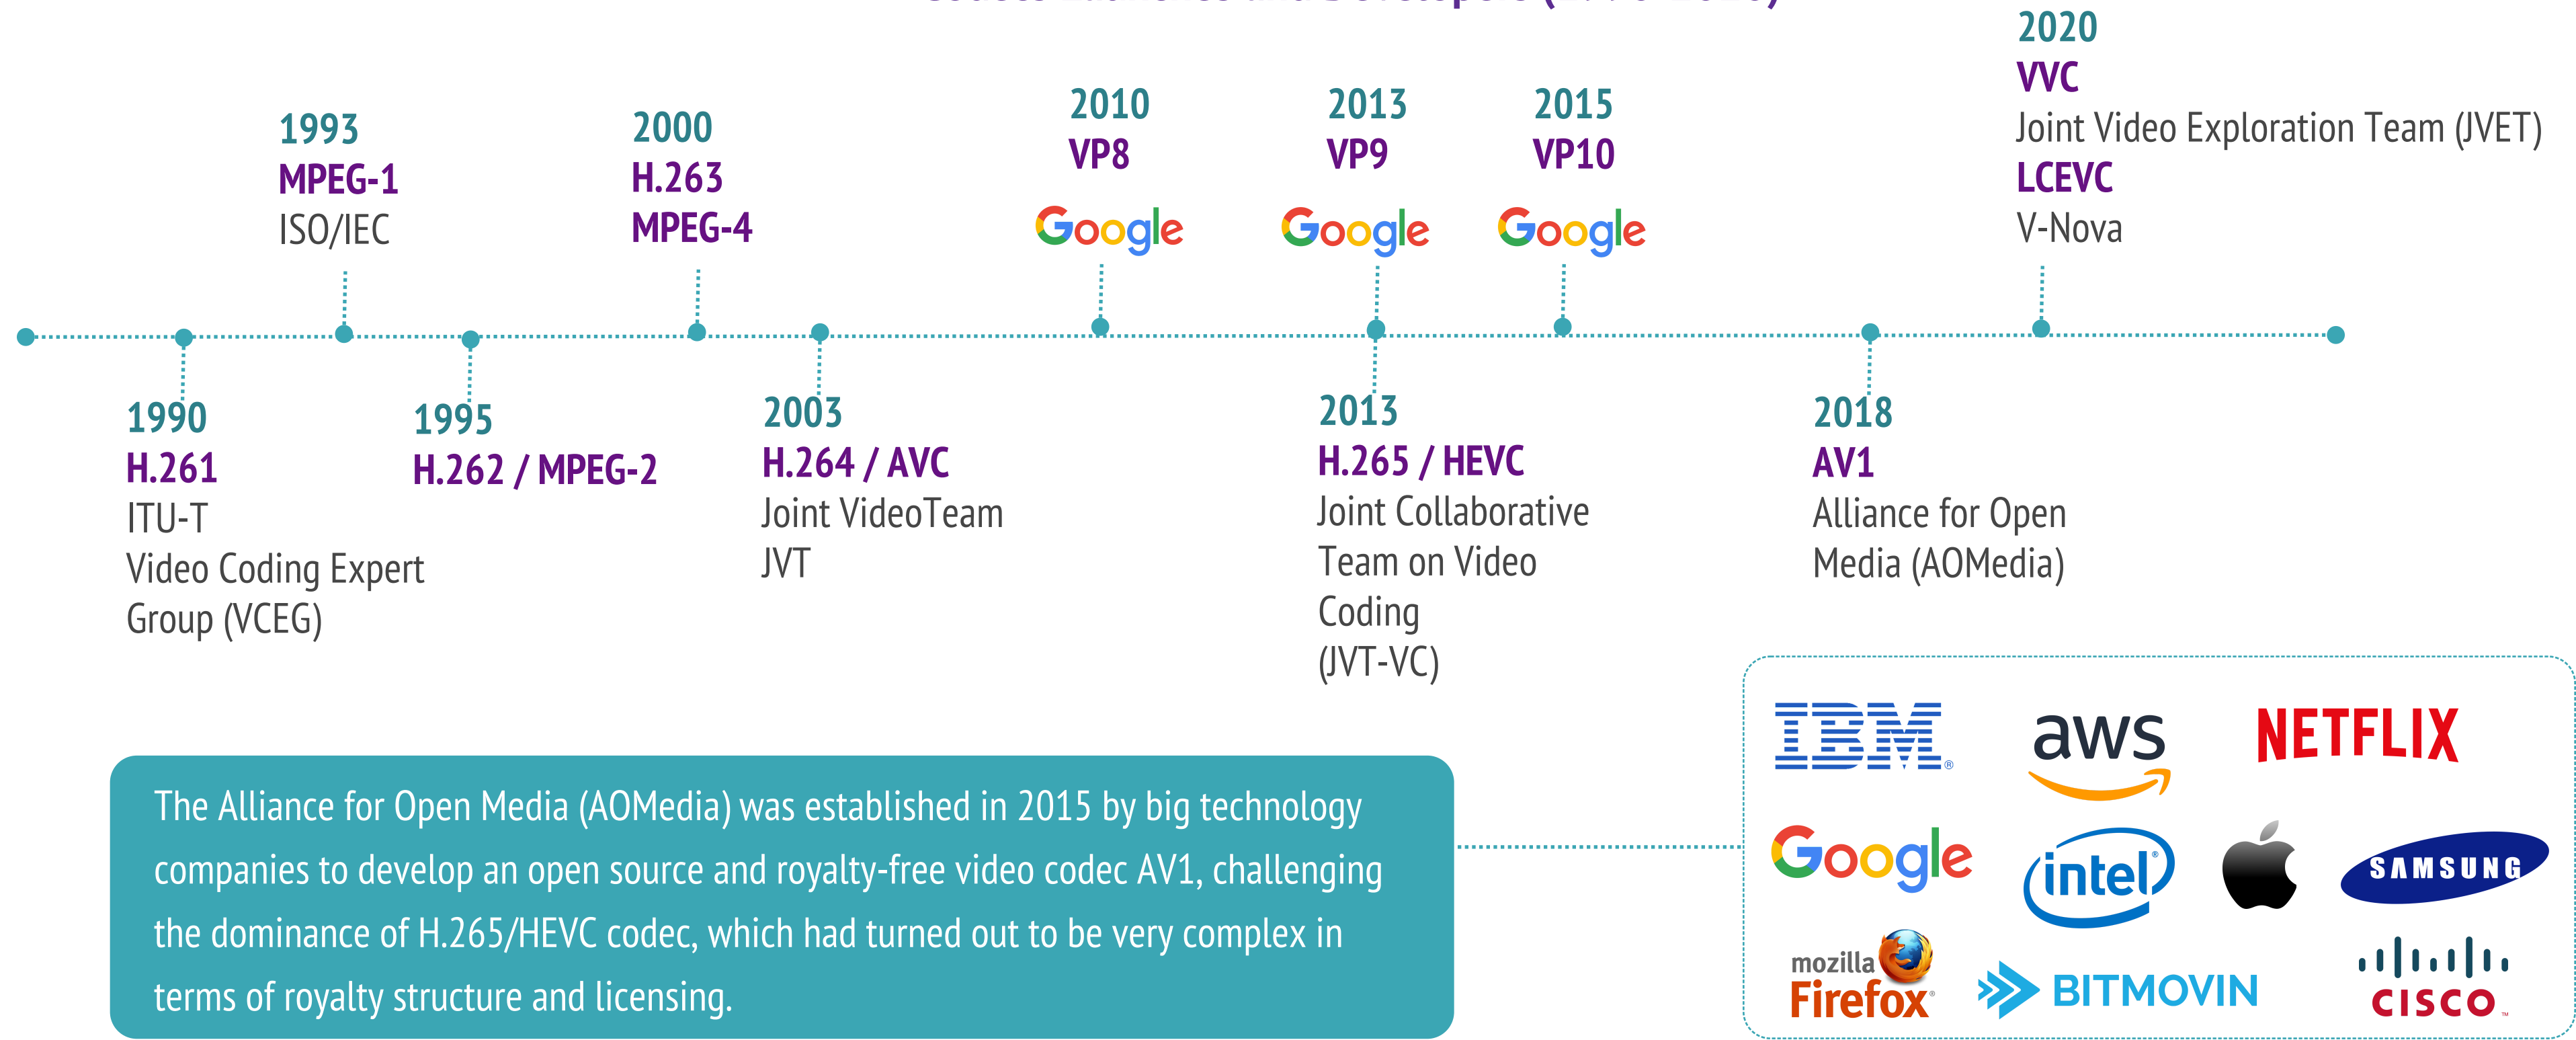 2020
VVC
Joint Video Exploration Team (JVET)
LCEVC
V-Nova
1993
MPEG-1
ISO/IEC
2000
H.263
MPEG-4
2010
VP8
Google
2013
VP9
Google
2015
VP10
Google
1990
H.261
ITU-T
Video Coding Expert
Group (VCEG)
1995
H.262 / MPEG-2
2003
H.264 / AVC
Joint VideoTeam
JVT
2013
H.265 / HEVC
Joint Collaborative
Team on Video
Coding
(JVT-VC)
2018
AV1
Alliance for Open
Media (AOMedia)
The Alliance for Open Media (AOMedia) was established in 2015 by big technology
companies to develop an open source and royalty-free video codec AV1, challenging
the dominance of H.265/HEVC codec, which had turned out to be very complex in
terms of royalty structure and licensing.
IBM®
aws
NETFLIX
Google
intel®
SAMSUNG
mozilla
Firefox®
BITMOVIN
CISCO™